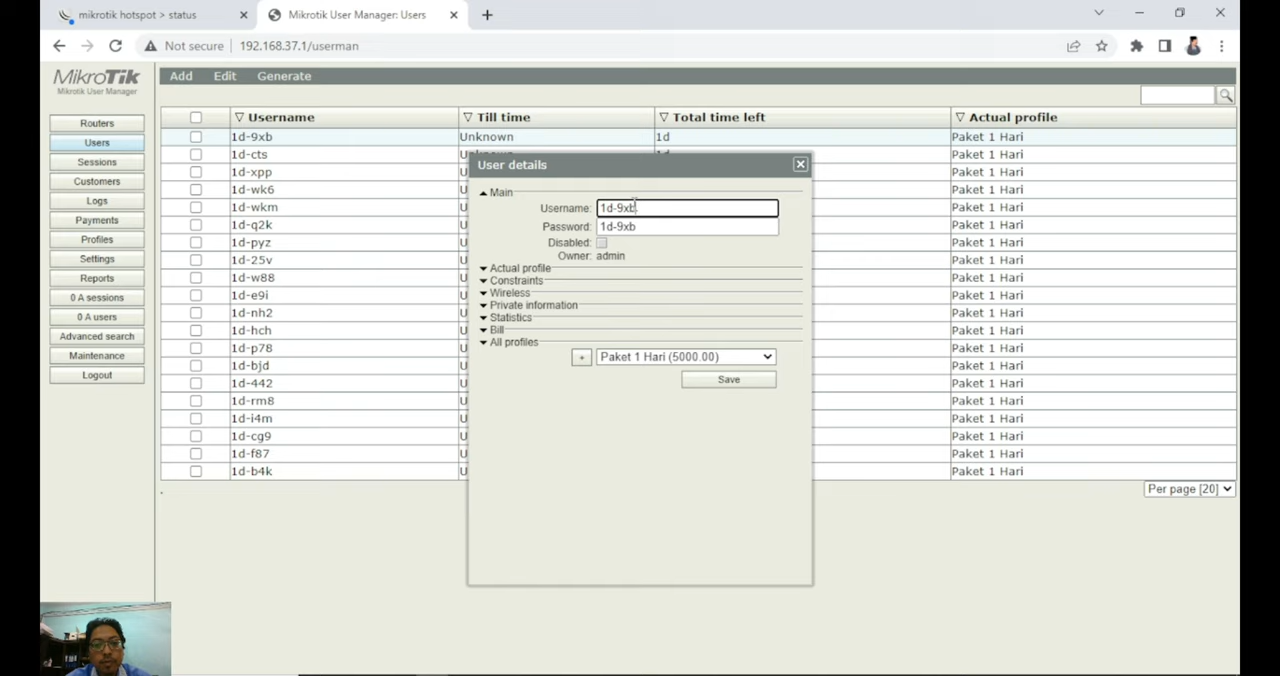 mikrotik hotspot > status
Mikrotik User Manager: Users
Not secure
192.168.37.1/userman
MikroTik
Mikrotik User Manager
Add
Edit
Generate
Routers
Users
Sessions
Customers
Logs
Payments
Profiles
Settings
Reports
0 A sessions
0 A users
Advanced search
Maintenance
Logout
Username Till time Total time left Actual profile
1d-9xb Unknown 1d Paket 1 Hari
1d-cts Paket 1 Hari
1d-xpp U Paket 1 Hari
1d-wk6 U Paket 1 Hari
1d-wkm U Paket 1 Hari
1d-q2k U Paket 1 Hari
1d-pyz U Paket 1 Hari
1d-25v U Paket 1 Hari
1d-w88 U Paket 1 Hari
1d-e9i U Paket 1 Hari
1d-nh2 U Paket 1 Hari
1d-hch U Paket 1 Hari
1d-p78 U Paket 1 Hari
1d-bjd U Paket 1 Hari
1d-442 U Paket 1 Hari
1d-rm8 U Paket 1 Hari
1d-i4m U Paket 1 Hari
1d-cg9 U Paket 1 Hari
1d-f87 U Paket 1 Hari
1d-b4k U Paket 1 Hari
Per page [20]
User details
Main
Username: 1d-9xb
Password: 1d-9xb
Disabled:
Owner: admin
Actual profile
Constraints
Wireless
Private information
Statistics
Bill
All profiles
+ Paket 1 Hari (5000.00)
Save